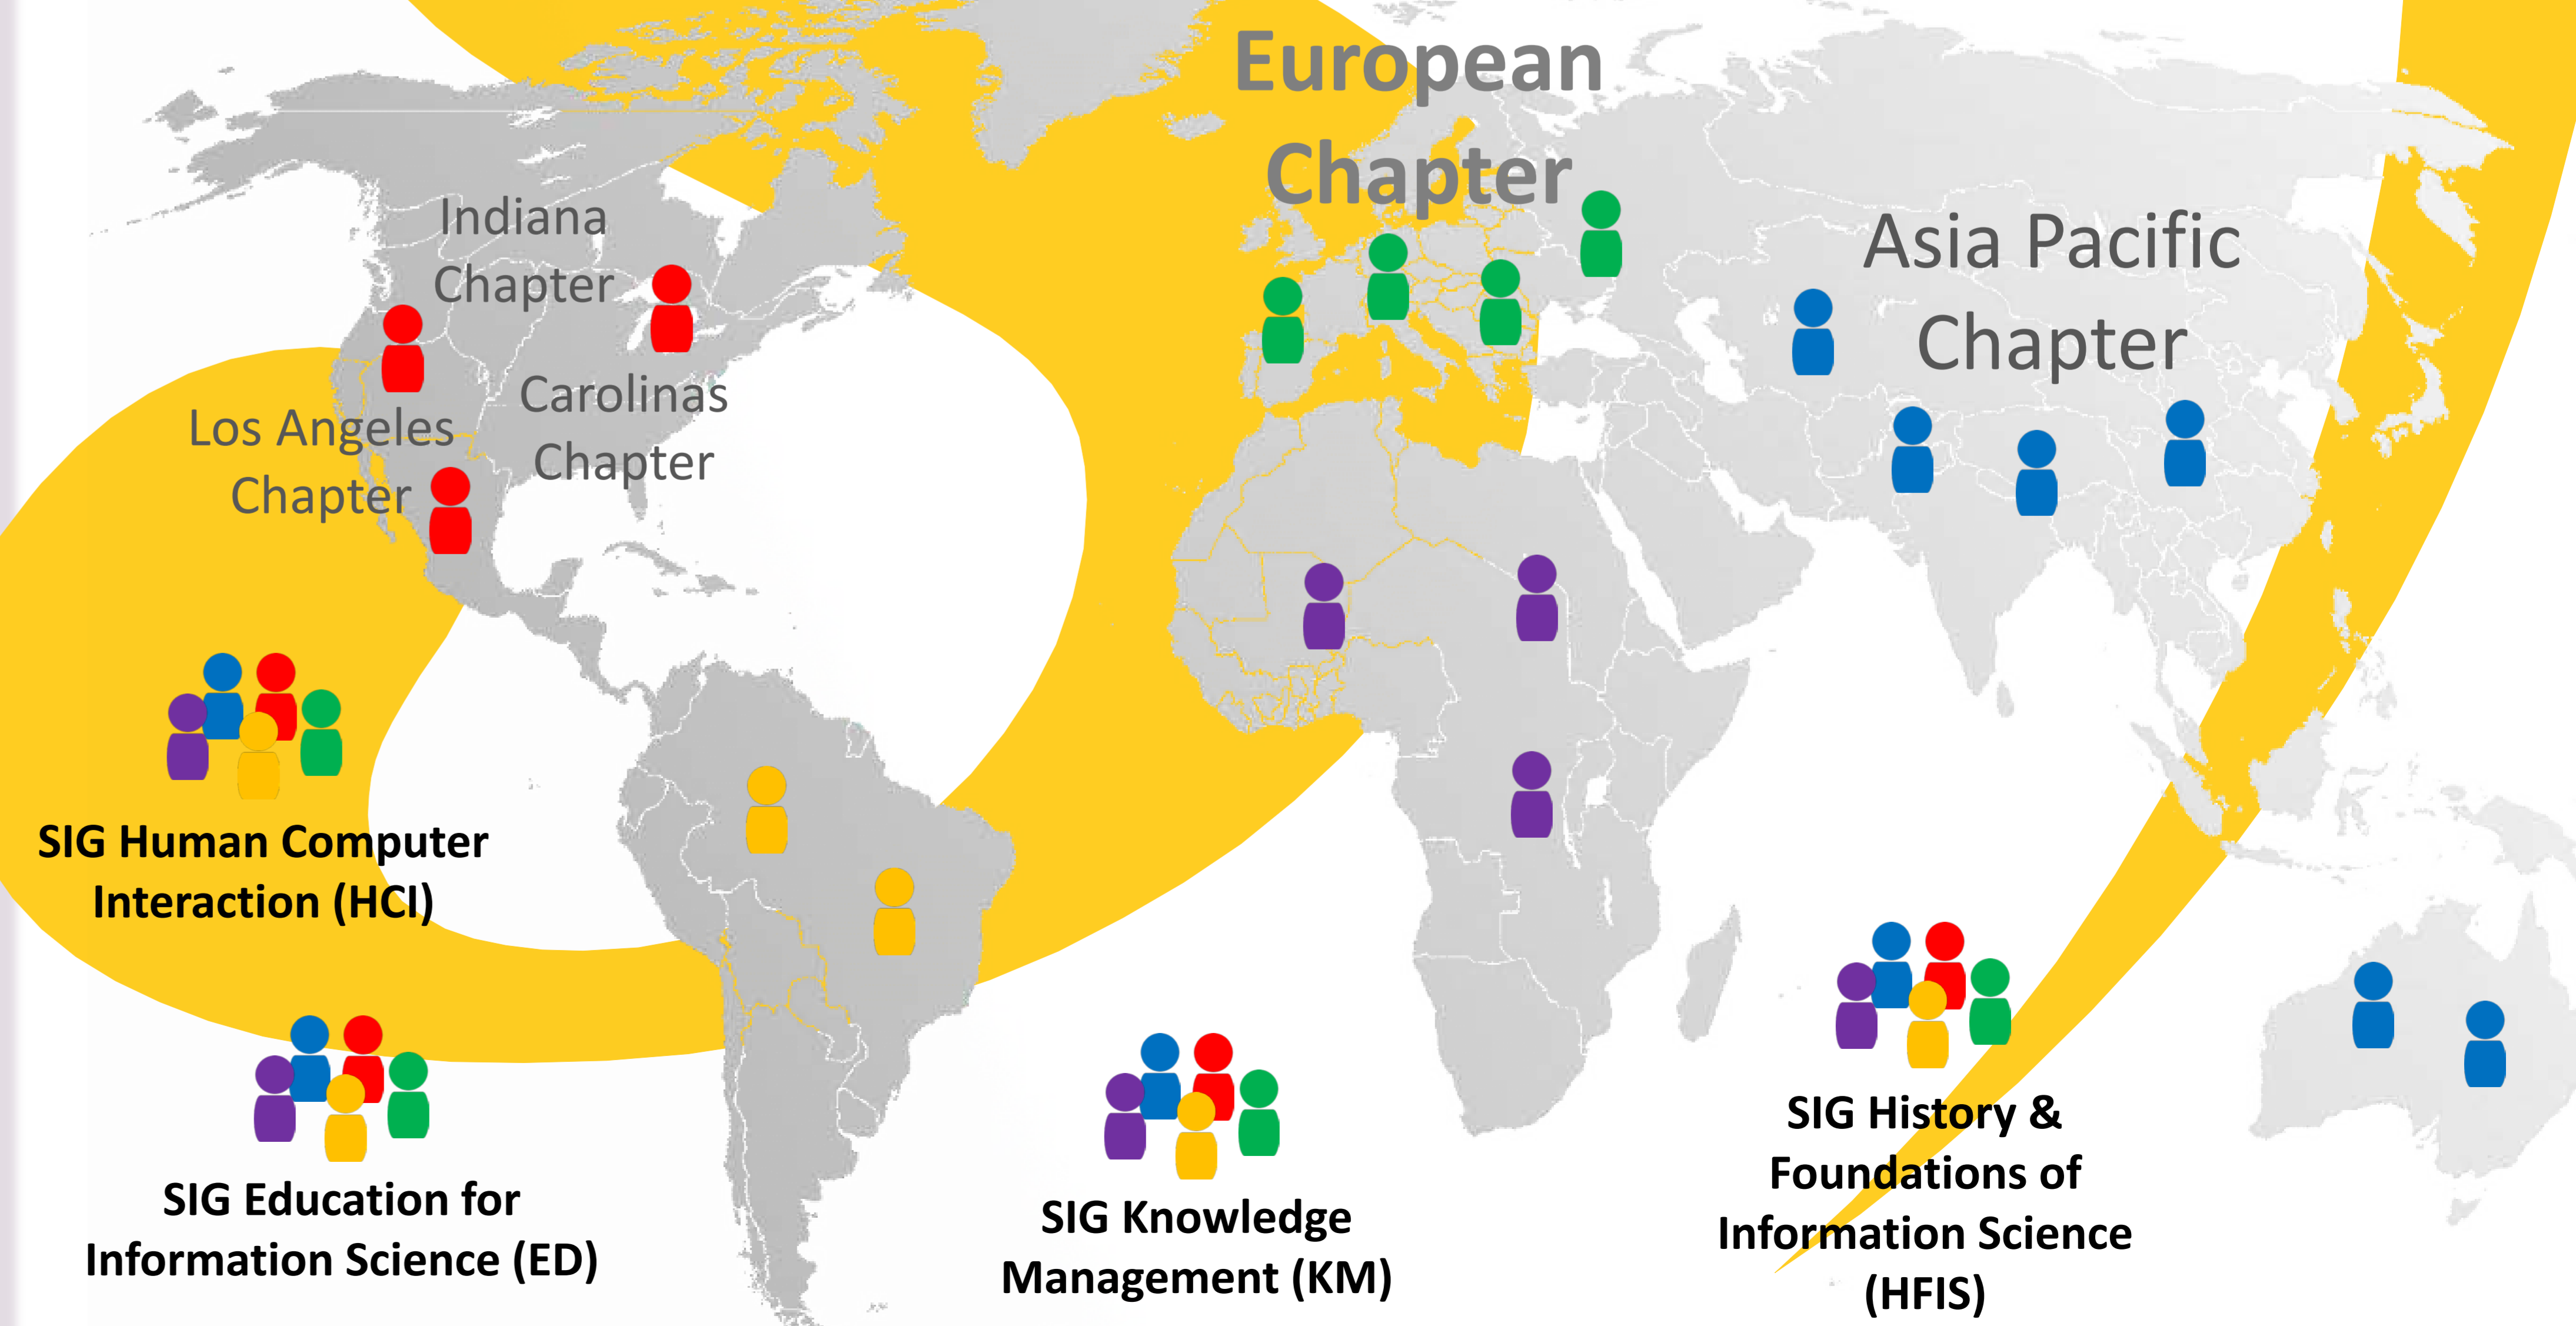 European
Chapter
Indiana
Chapter
Asia Pacific
Chapter
Carolinas
Chapter
Los Angeles
Chapter
SIG Human Computer
Interaction (HCI)
SIG Education for
Information Science (ED)
SIG Knowledge
Management (KM)
SIG History &
Foundations of
Information Science
(HFIS)